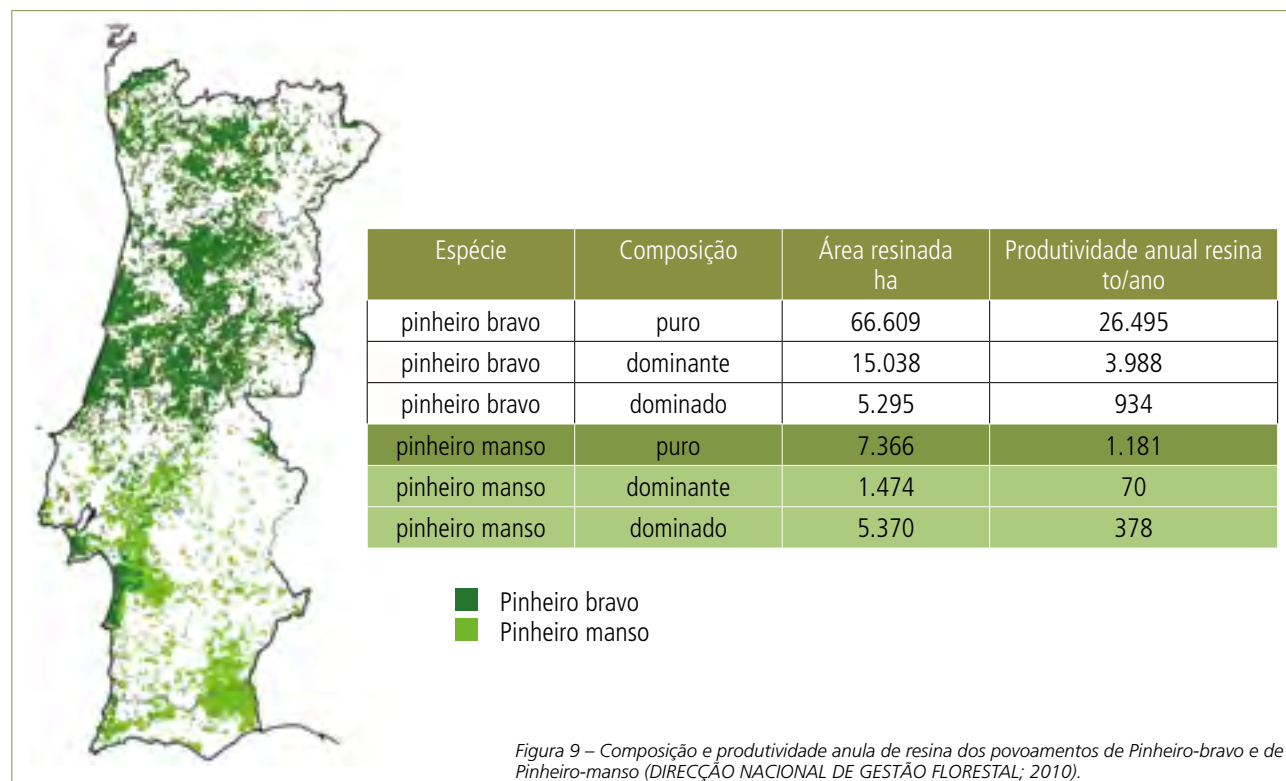 Espécie Composição Área resinada ha Produtividade anual resina to/ano
pinheiro bravo puro 66.609 26.495
pinheiro bravo dominante 15.038 3.988
pinheiro bravo dominado 5.295 934
pinheiro manso puro 7.366 1.181
pinheiro manso dominante 1.474 70
pinheiro manso dominado 5.370 378
Pinheiro bravo
Pinheiro manso
Figura 9 – Composição e produtividade anula de resina dos povoamentos de Pinheiro-bravo e de
Pinheiro-manso (DIRECÇÃO NACIONAL DE GESTÃO FLORESTAL; 2010).